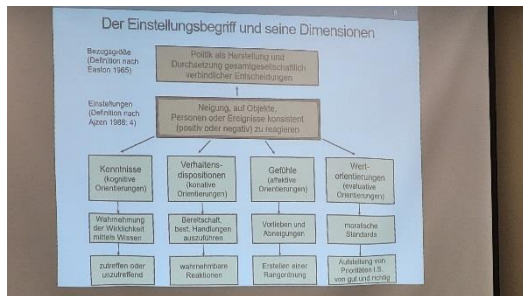 Der Einstellungsbegriff und seine Dimensionen
Bezugsgröße
(Definition nach
Easton 1965)
Politik als Herstellung und
Durchsetzung gesamtgesellschaftlich
verbindlicher Entscheidungen
Einstellungen
(Definition nach
Ajzen 1988: 4)
Neigung, auf Objekte,
Personen oder Ereignisse konsistent
(positiv oder negativ) zu reagieren
Kenntnisse
(kognitive
Orientierungen)
Verhaltens-
dispositionen
(konative
Orientierungen)
Gefühle
(affektive
Orientierungen)
Wert-
orientierungen
(evaluative
Orientierungen)
Wahrnehmung
der Wirklichkeit
mittels Wissen
Bereitschaft,
best. Handlungen
auszuführen
Vorlieben und
Abneigungen
moralische
Standards
zutreffen oder
unzutreffend
wahrnehmbare
Reaktionen
Erstellen einer
Rangordnung
Aufstellung von
Prioritäten i.S.
von gut und richtig